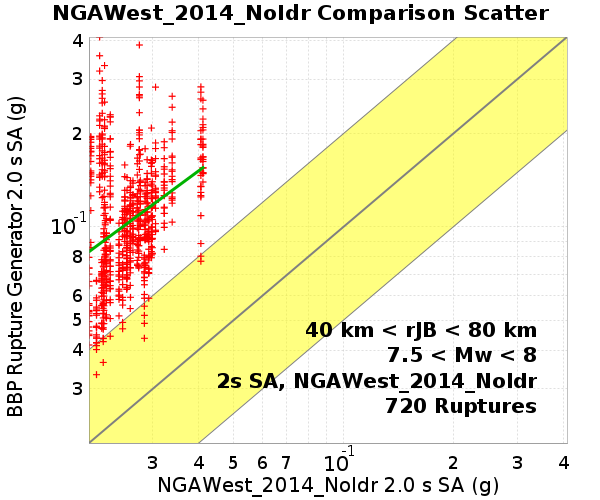 NGAWest_2014_NoIdr Comparison Scatter
BBP Rupture Generator 2.0 s SA (g)
4
3
2
10⁻¹
8
6
5
4
3
40 km < rJB < 80 km
7.5 < Mw < 8
2s SA, NGAWest_2014_NoIdr
720 Ruptures
3 4 5 6 7 10⁻¹ 2 3 4
NGAWest_2014_NoIdr 2.0 s SA (g)